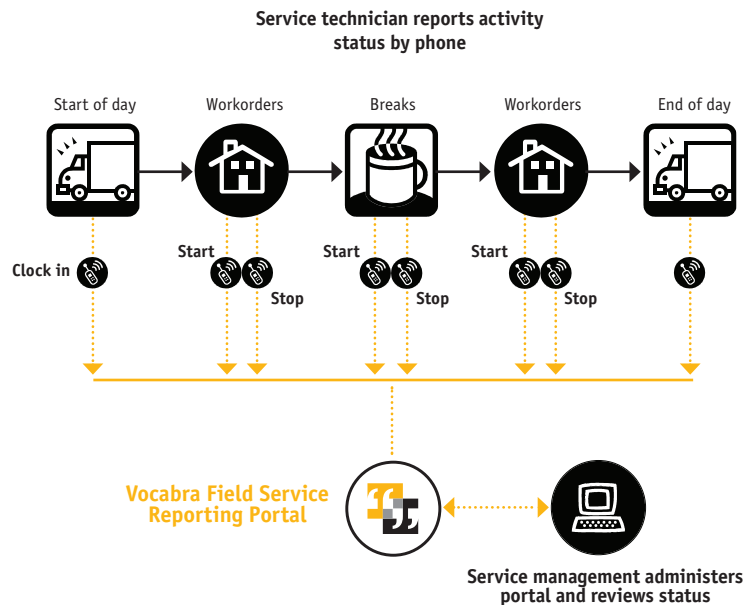 Service technician reports activity
status by phone
Start of day
Workorders
Breaks
Workorders
End of day
Clock in
Start
Stop
Start
Stop
Start
Stop
Vocabra Field Service
Reporting Portal
Service management administers
portal and reviews status